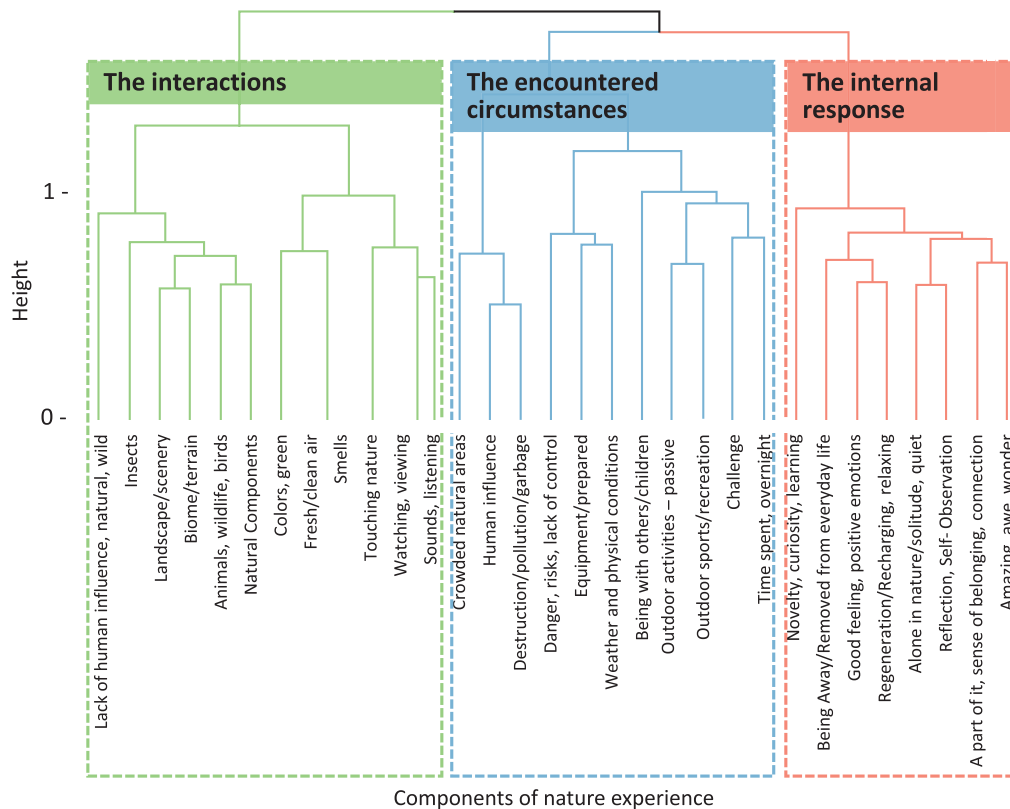 The interactions
The encountered
circumstances
The internal
response
1 -
Height
0 -
Lack of human influence, natural, wild
Insects
Landscape/scenery
Biome/terrain
Animals, wildlife, birds
Natural Components
Colors, green
Fresh/clean air
Smells
Touching nature
Watching, viewing
Sounds, listening
Crowded natural areas
Human influence
Destruction/pollution/garbage
Danger, risks, lack of control
Equipment/prepared
Weather and physical conditions
Being with others/children
Outdoor activities – passive
Outdoor sports/recreation
Challenge
Time spent, overnight
Novelty, curiosity, learning
Being Away/Removed from everyday life
Good feeling, positive emotions
Regeneration/Recharging, relaxing
Alone in nature/solitude, quiet
Reflection, Self- Observation
A part of it, sense of belonging, connection
Amazing, awe, wonder
Components of nature experience